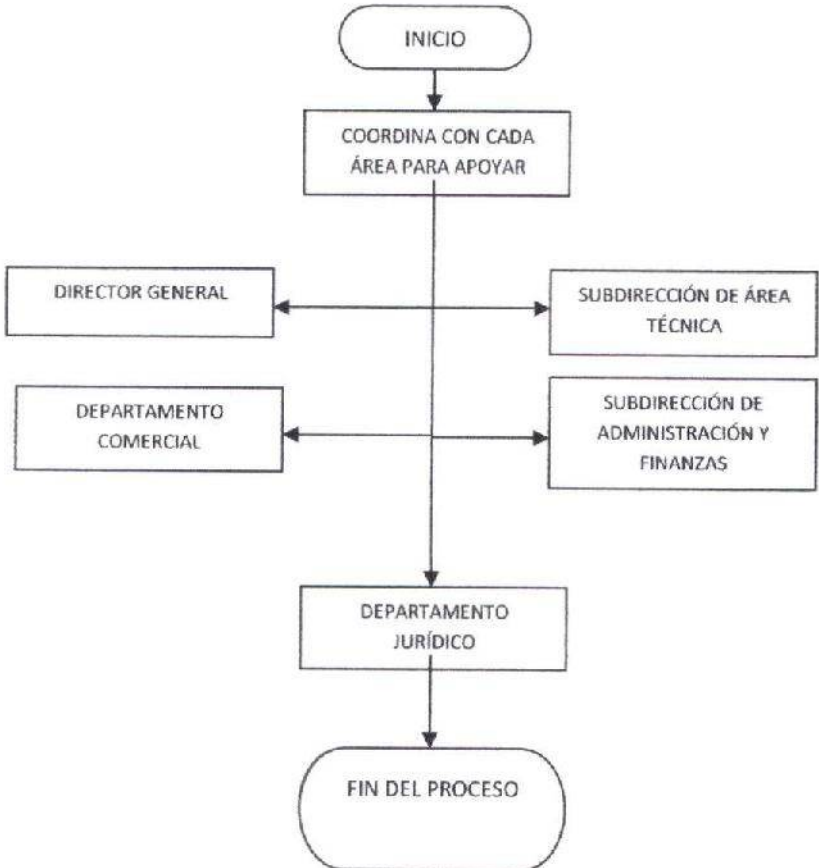 INICIO
COORDINA CON CADA
ÁREA PARA APOYAR
DIRECTOR GENERAL
SUBDIRECCIÓN DE ÁREA
TÉCNICA
DEPARTAMENTO
COMERCIAL
SUBDIRECCIÓN DE
ADMINISTRACIÓN Y
FINANZAS
DEPARTAMENTO
JURÍDICO
FIN DEL PROCESO